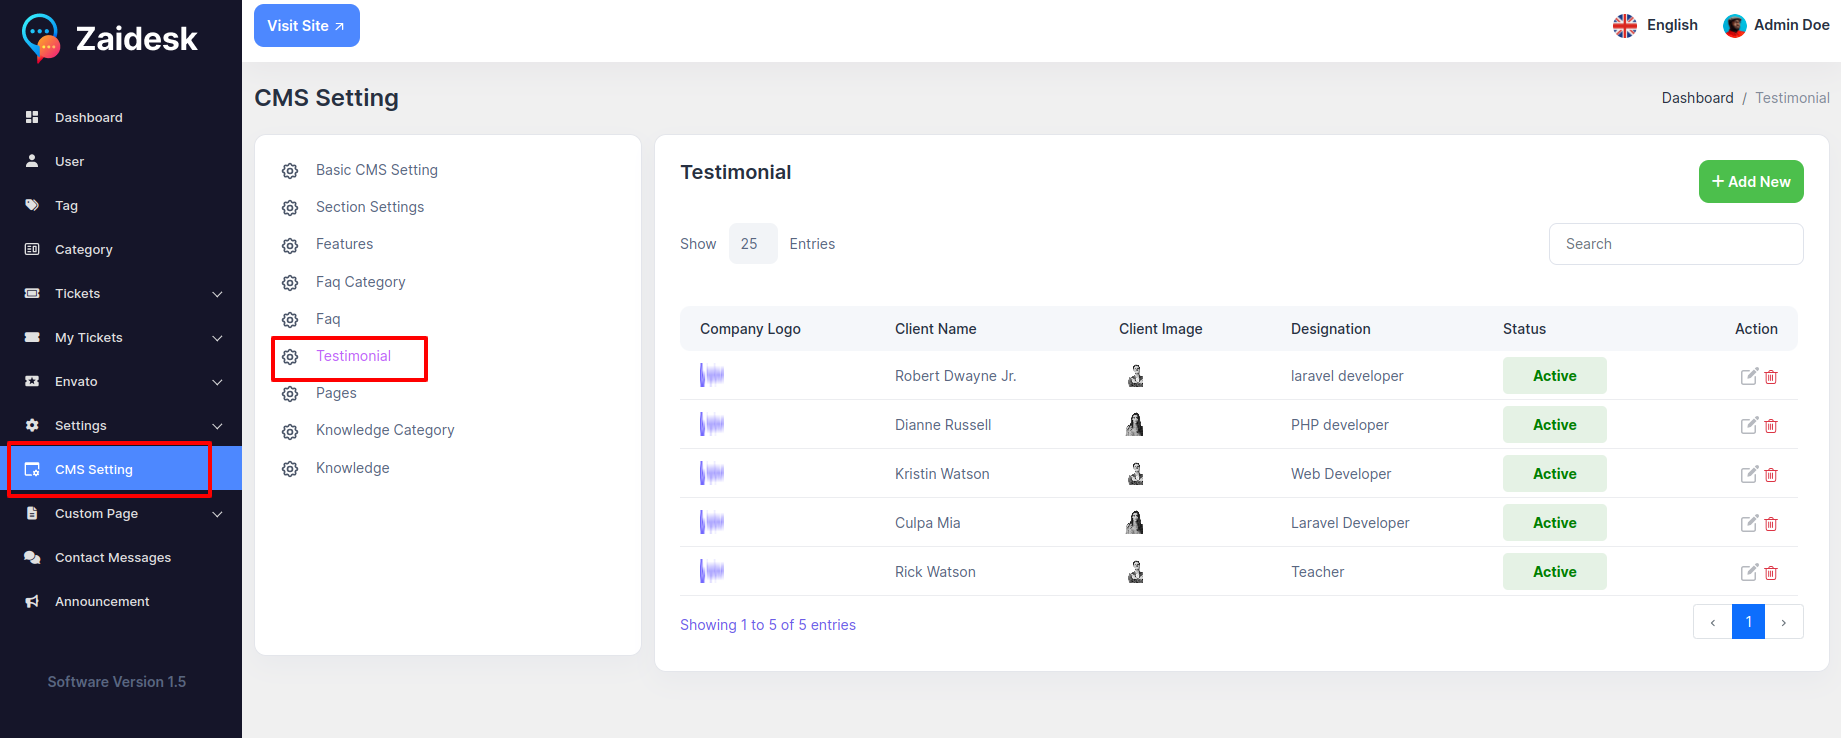 Zaidesk
Dashboard
User
Tag
Category
Tickets
My Tickets
Envato
Settings
CMS Setting
Custom Page
Contact Messages
Announcement
Software Version 1.5
Visit Site
English
Admin Doe
CMS Setting
Dashboard / Testimonial
Basic CMS Setting
Section Settings
Features
Faq Category
Faq
Testimonial
Pages
Knowledge Category
Knowledge
Testimonial
+ Add New
Show 25 Entries
Search
Company Logo Client Name Client Image Designation Status Action
Robert Dwayne Jr. laravel developer Active
Dianne Russell PHP developer Active
Kristin Watson Web Developer Active
Culpa Mia Laravel Developer Active
Rick Watson Teacher Active
Showing 1 to 5 of 5 entries
‹ 1 ›